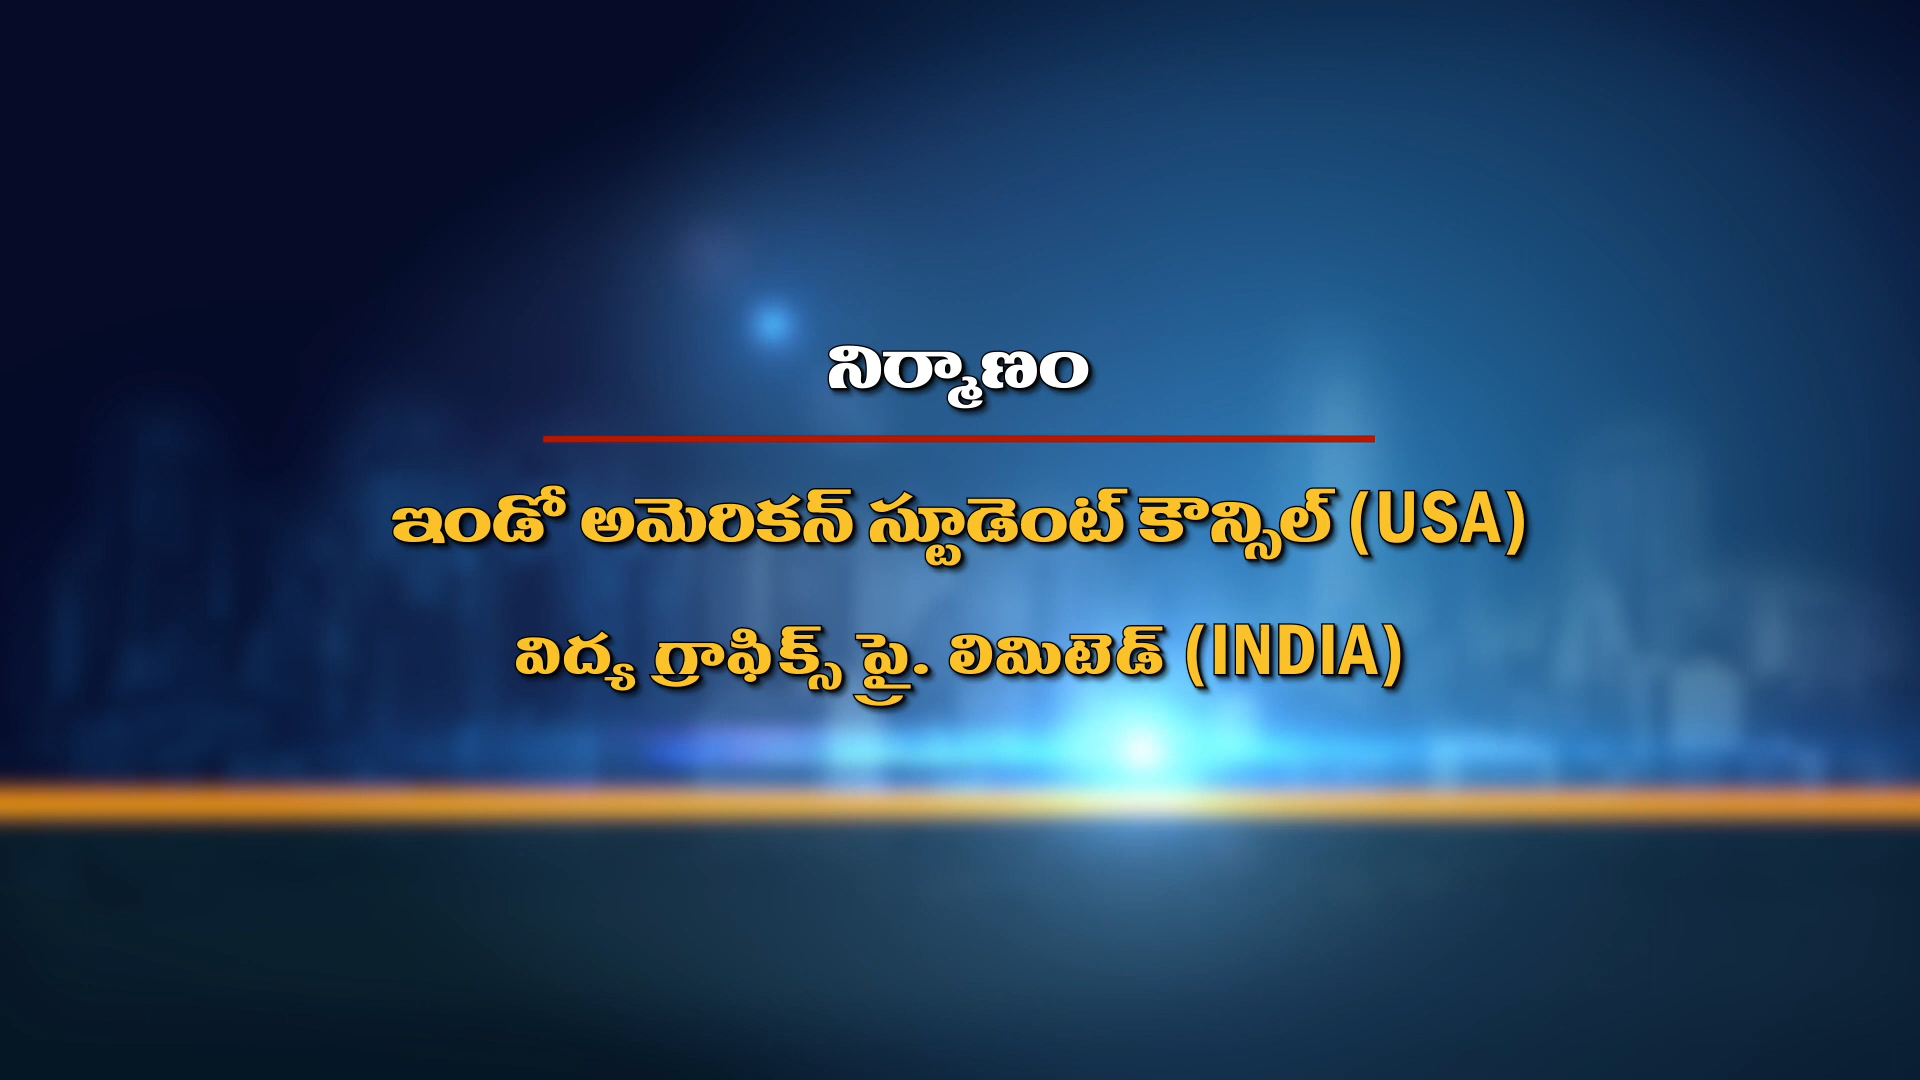 నిర్మాణం
ఇండో అమెరికన్ స్టూడెంట్ కౌన్సిల్ (USA)
విద్య గ్రాఫిక్స్ ప్రై. లిమిటెడ్ (INDIA)